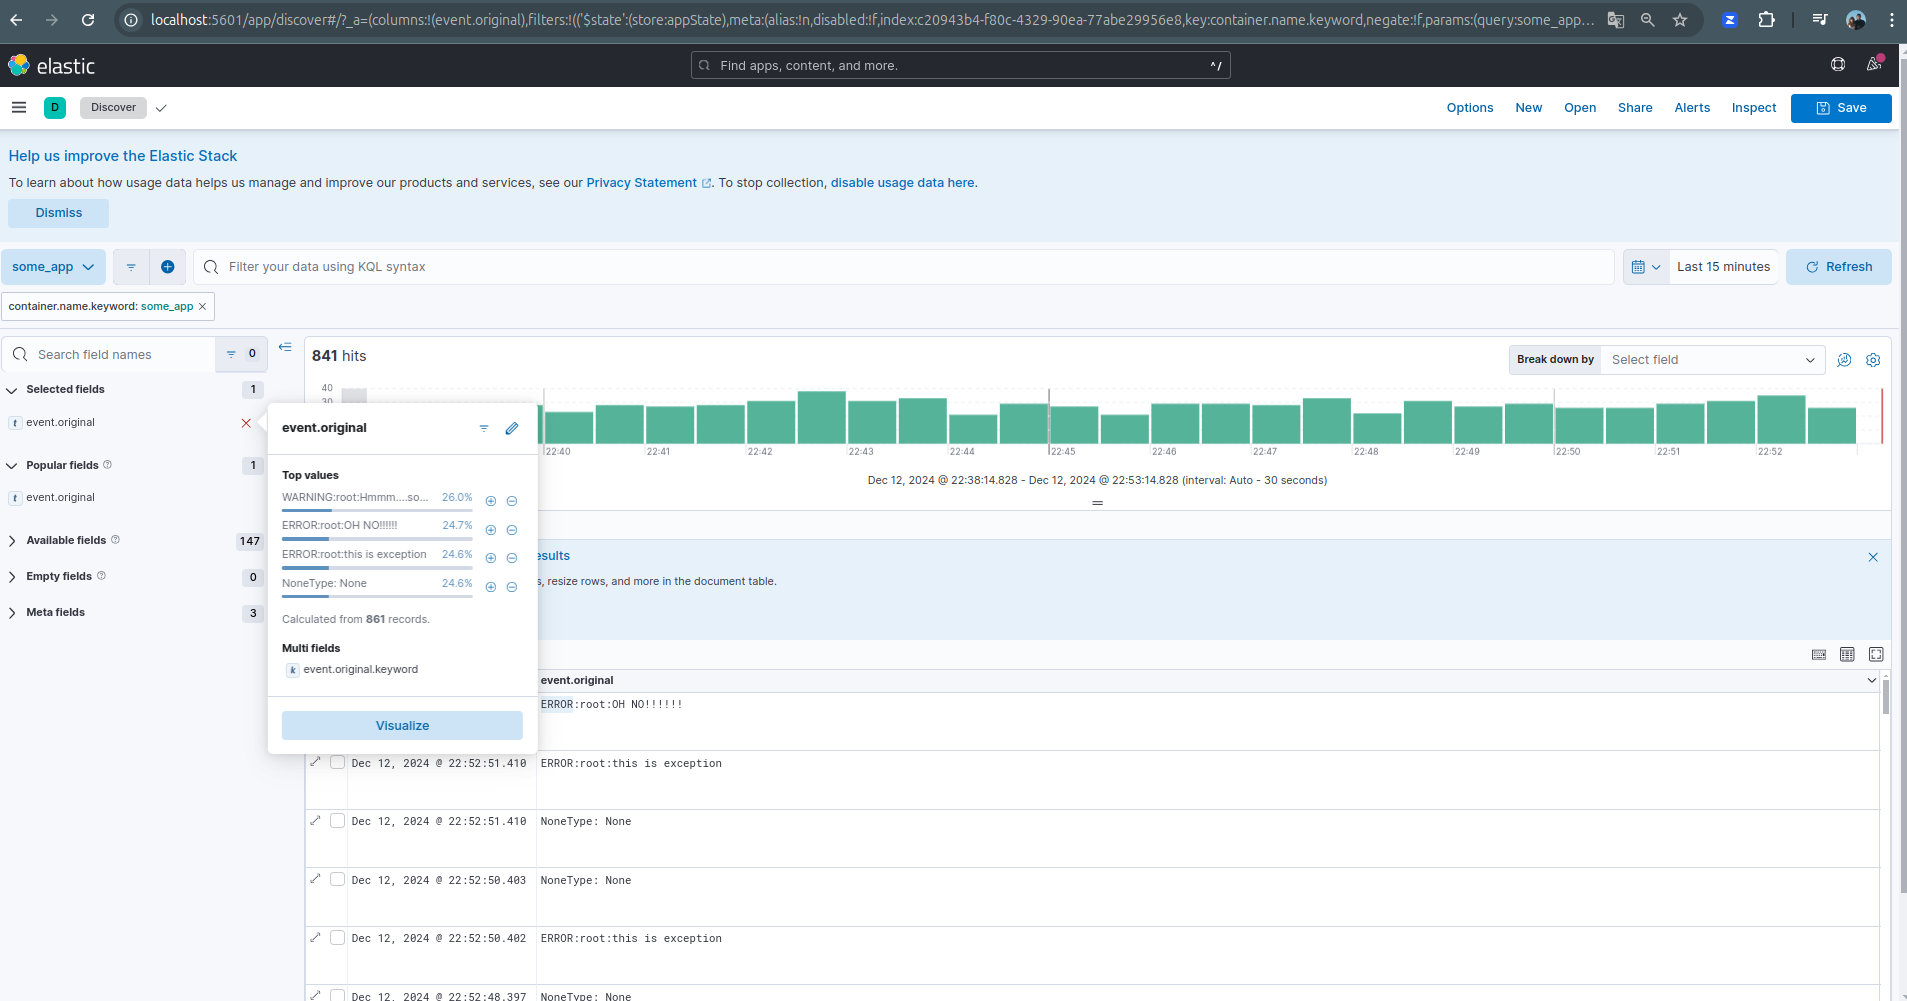 localhost:5601/app/discover#/?_a=(columns:!(event.original),filters:!(('$state':(store:appState),meta:(alias:!n,disabled:!f,index:c20943b4-f80c-4329-90ea-77abe29956e8,key:container.name.keyword,negate:!f,params:(query:some_app...
elastic
Find apps, content, and more.
^/
D
Discover
Options
New
Open
Share
Alerts
Inspect
Save
Help us improve the Elastic Stack
To learn about how usage data helps us manage and improve our products and services, see our Privacy Statement. To stop collection, disable usage data here.
Dismiss
some_app
Filter your data using KQL syntax
Last 15 minutes
Refresh
container.name.keyword: some_app
Search field names
0
841 hits
Break down by
Select field
Selected fields
1
t event.original
Popular fields
1
t event.original
Available fields
147
Empty fields
0
Meta fields
3
event.original
Top values
WARNING:root:Hmmm....so...
26.0%
ERROR:root:OH NO!!!!!!
24.7%
ERROR:root:this is exception
24.6%
NoneType: None
24.6%
Calculated from 861 records.
Multi fields
k event.original.keyword
Visualize
40
30
22:40
22:41
22:42
22:43
22:44
22:45
22:46
22:47
22:48
22:49
22:50
22:51
22:52
Dec 12, 2024 @ 22:38:14.828 - Dec 12, 2024 @ 22:53:14.828 (interval: Auto - 30 seconds)
esults
s, resize rows, and more in the document table.
event.original
ERROR:root:OH NO!!!!!!
Dec 12, 2024 @ 22:52:51.410 ERROR:root:this is exception
Dec 12, 2024 @ 22:52:51.410 NoneType: None
Dec 12, 2024 @ 22:52:50.403 NoneType: None
Dec 12, 2024 @ 22:52:50.402 ERROR:root:this is exception
Dec 12, 2024 @ 22:52:48.397 NoneType: None